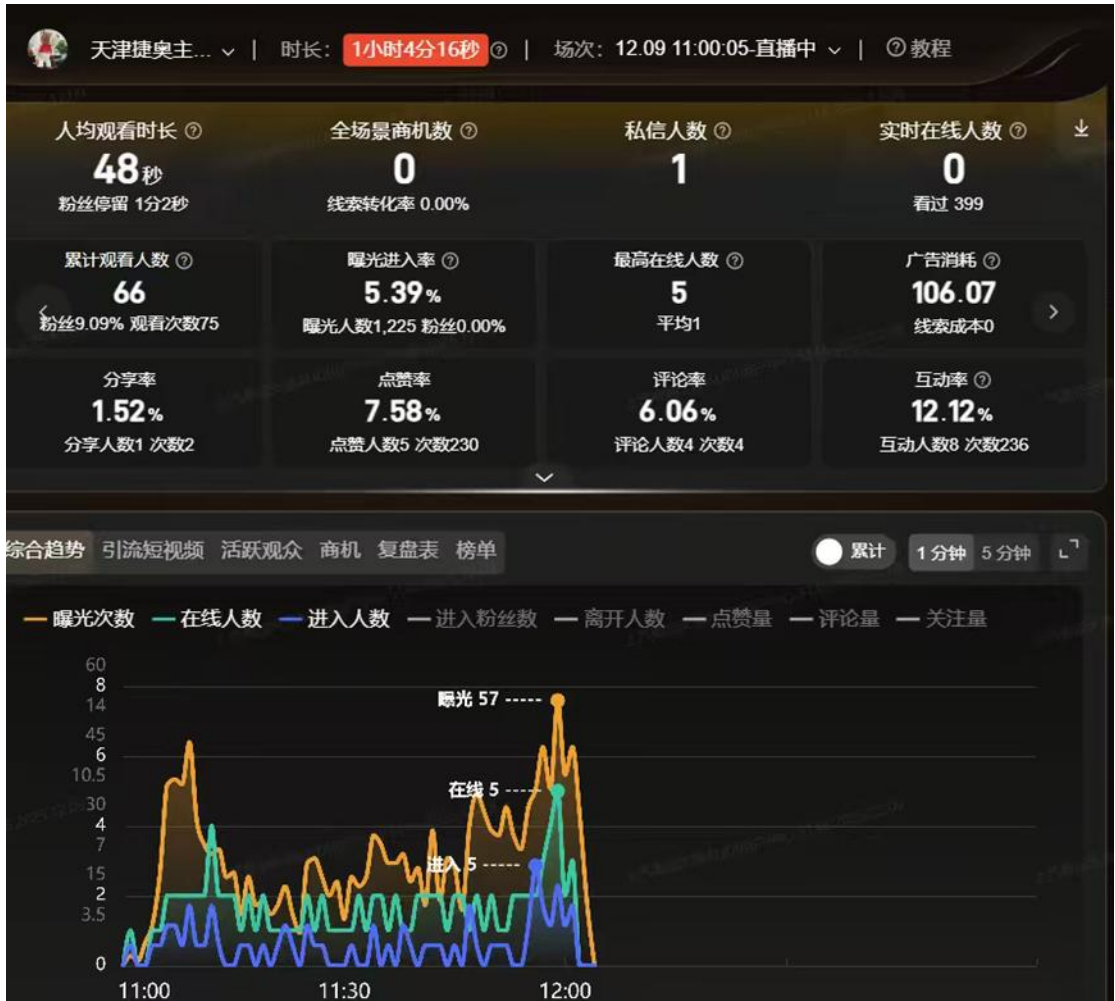 天津捷奥主... | 时长： 1小时4分16秒 | 场次： 12.09 11:00:05-直播中 | 教程
人均观看时长 全场景商机数 私信人数 实时在线人数
48秒 0 1 0
粉丝停留 1分2秒 线索转化率 0.00% 看过 399
累计观看人数 曝光进入率 最高在线人数 广告消耗
66 5.39% 5 106.07
粉丝9.09% 观看次数75 曝光人数1,225 粉丝0.00% 平均1 线索成本0
分享率 点赞率 评论率 互动率
1.52% 7.58% 6.06% 12.12%
分享人数1 次数2 点赞人数5 次数230 评论人数4 次数4 互动人数8 次数236
综合趋势 引流短视频 活跃观众 商机 复盘表 榜单 累计 1分钟 5分钟
曝光次数 在线人数 进入人数 进入粉丝数 离开人数 点赞量 评论量 关注量
60
8
14
曝光 57
45
6
10.5
在线 5
30
4
7
进入 5
15
2
3.5
0
11:00 11:30 12:00